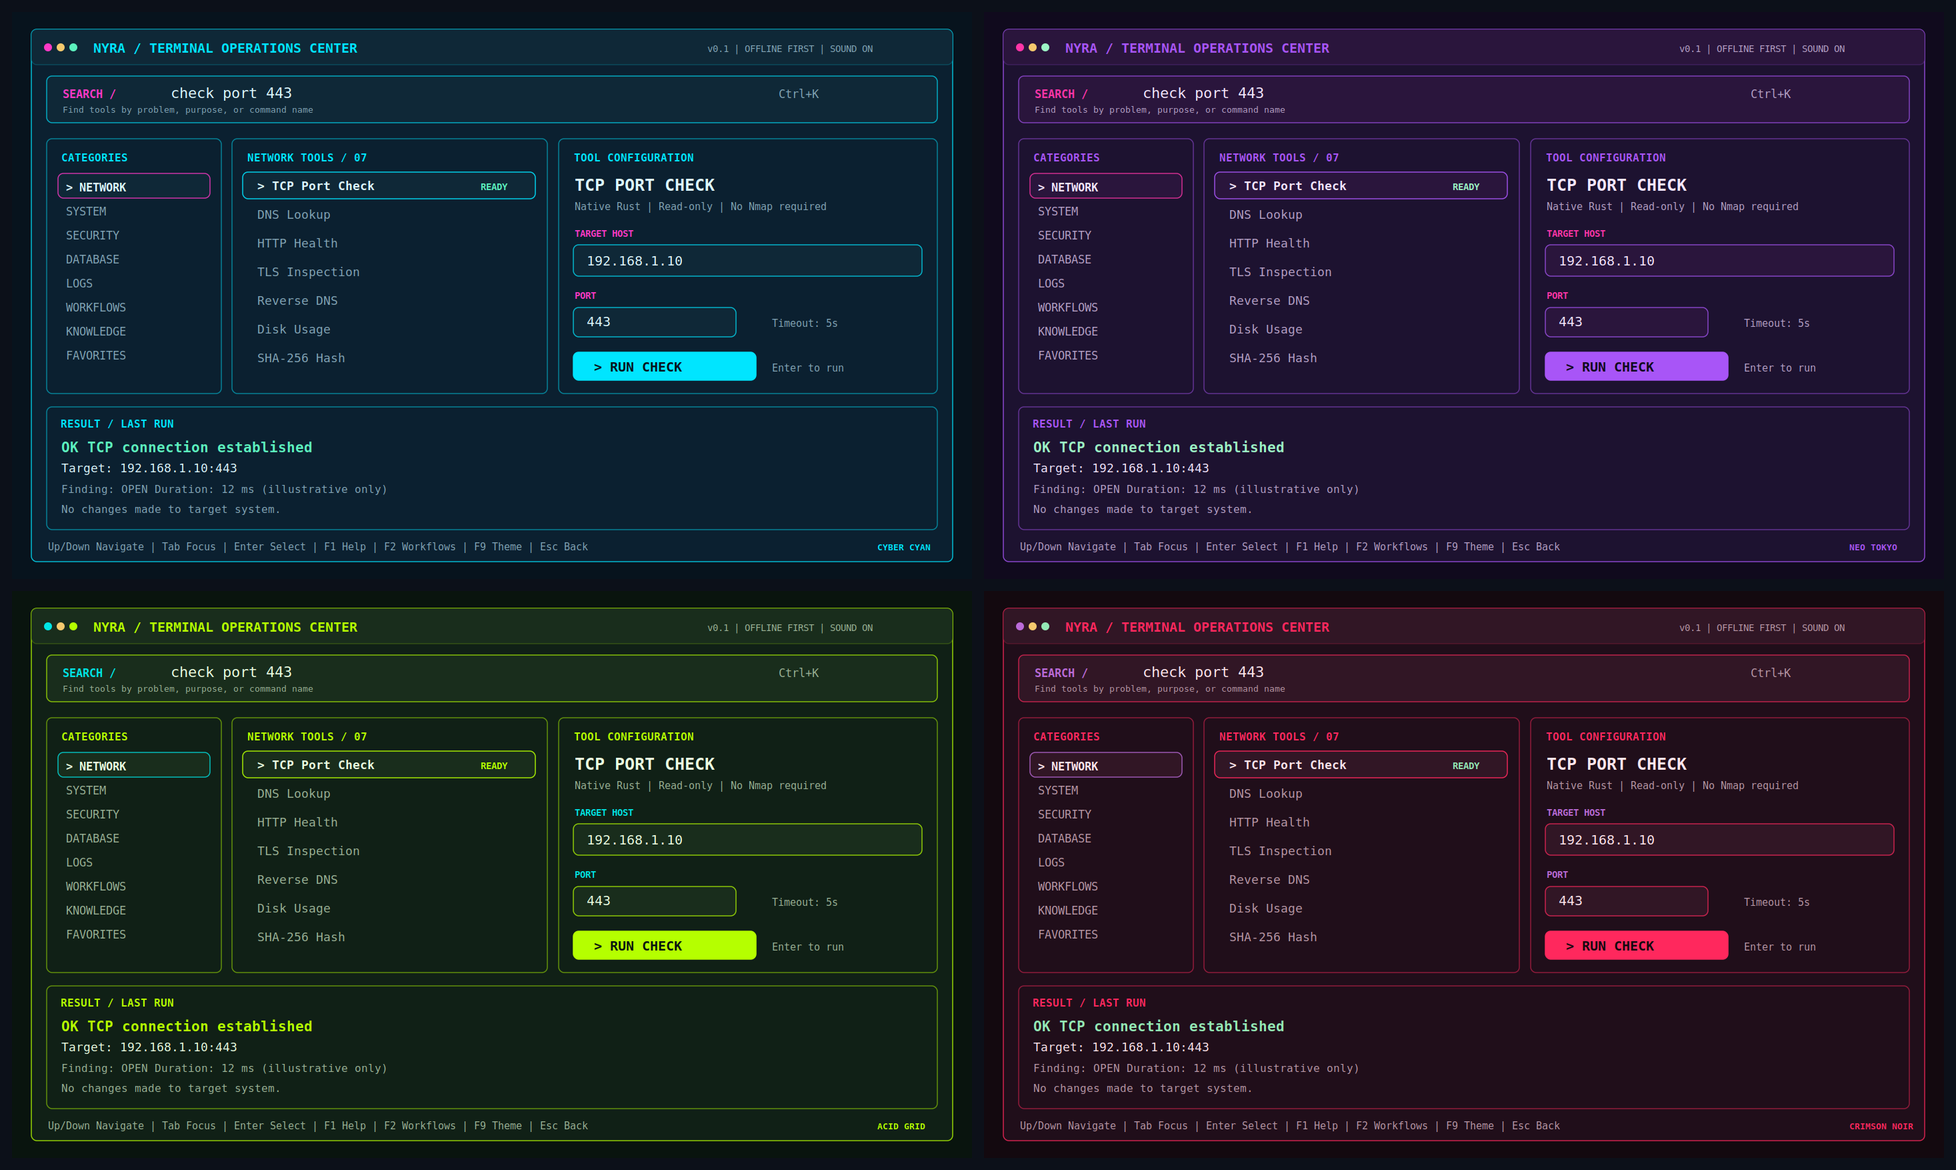 NYRA / TERMINAL OPERATIONS CENTER
v0.1 | OFFLINE FIRST | SOUND ON
SEARCH / check port 443 Ctrl+K
Find tools by problem, purpose, or command name
CATEGORIES
> NETWORK
SYSTEM
SECURITY
DATABASE
LOGS
WORKFLOWS
KNOWLEDGE
FAVORITES
NETWORK TOOLS / 07
> TCP Port Check READY
DNS Lookup
HTTP Health
TLS Inspection
Reverse DNS
Disk Usage
SHA-256 Hash
TOOL CONFIGURATION
TCP PORT CHECK
Native Rust | Read-only | No Nmap required
TARGET HOST
192.168.1.10
PORT
443 Timeout: 5s
> RUN CHECK Enter to run
RESULT / LAST RUN
OK TCP connection established
Target: 192.168.1.10:443
Finding: OPEN Duration: 12 ms (illustrative only)
No changes made to target system.
Up/Down Navigate | Tab Focus | Enter Select | F1 Help | F2 Workflows | F9 Theme | Esc Back CYBER CYAN
NYRA / TERMINAL OPERATIONS CENTER
v0.1 | OFFLINE FIRST | SOUND ON
SEARCH / check port 443 Ctrl+K
Find tools by problem, purpose, or command name
CATEGORIES
> NETWORK
SYSTEM
SECURITY
DATABASE
LOGS
WORKFLOWS
KNOWLEDGE
FAVORITES
NETWORK TOOLS / 07
> TCP Port Check READY
DNS Lookup
HTTP Health
TLS Inspection
Reverse DNS
Disk Usage
SHA-256 Hash
TOOL CONFIGURATION
TCP PORT CHECK
Native Rust | Read-only | No Nmap required
TARGET HOST
192.168.1.10
PORT
443 Timeout: 5s
> RUN CHECK Enter to run
RESULT / LAST RUN
OK TCP connection established
Target: 192.168.1.10:443
Finding: OPEN Duration: 12 ms (illustrative only)
No changes made to target system.
Up/Down Navigate | Tab Focus | Enter Select | F1 Help | F2 Workflows | F9 Theme | Esc Back NEO TOKYO
NYRA / TERMINAL OPERATIONS CENTER
v0.1 | OFFLINE FIRST | SOUND ON
SEARCH / check port 443 Ctrl+K
Find tools by problem, purpose, or command name
CATEGORIES
> NETWORK
SYSTEM
SECURITY
DATABASE
LOGS
WORKFLOWS
KNOWLEDGE
FAVORITES
NETWORK TOOLS / 07
> TCP Port Check READY
DNS Lookup
HTTP Health
TLS Inspection
Reverse DNS
Disk Usage
SHA-256 Hash
TOOL CONFIGURATION
TCP PORT CHECK
Native Rust | Read-only | No Nmap required
TARGET HOST
192.168.1.10
PORT
443 Timeout: 5s
> RUN CHECK Enter to run
RESULT / LAST RUN
OK TCP connection established
Target: 192.168.1.10:443
Finding: OPEN Duration: 12 ms (illustrative only)
No changes made to target system.
Up/Down Navigate | Tab Focus | Enter Select | F1 Help | F2 Workflows | F9 Theme | Esc Back ACID GRID
NYRA / TERMINAL OPERATIONS CENTER
v0.1 | OFFLINE FIRST | SOUND ON
SEARCH / check port 443 Ctrl+K
Find tools by problem, purpose, or command name
CATEGORIES
> NETWORK
SYSTEM
SECURITY
DATABASE
LOGS
WORKFLOWS
KNOWLEDGE
FAVORITES
NETWORK TOOLS / 07
> TCP Port Check READY
DNS Lookup
HTTP Health
TLS Inspection
Reverse DNS
Disk Usage
SHA-256 Hash
TOOL CONFIGURATION
TCP PORT CHECK
Native Rust | Read-only | No Nmap required
TARGET HOST
192.168.1.10
PORT
443 Timeout: 5s
> RUN CHECK Enter to run
RESULT / LAST RUN
OK TCP connection established
Target: 192.168.1.10:443
Finding: OPEN Duration: 12 ms (illustrative only)
No changes made to target system.
Up/Down Navigate | Tab Focus | Enter Select | F1 Help | F2 Workflows | F9 Theme | Esc Back CRIMSON NOIR